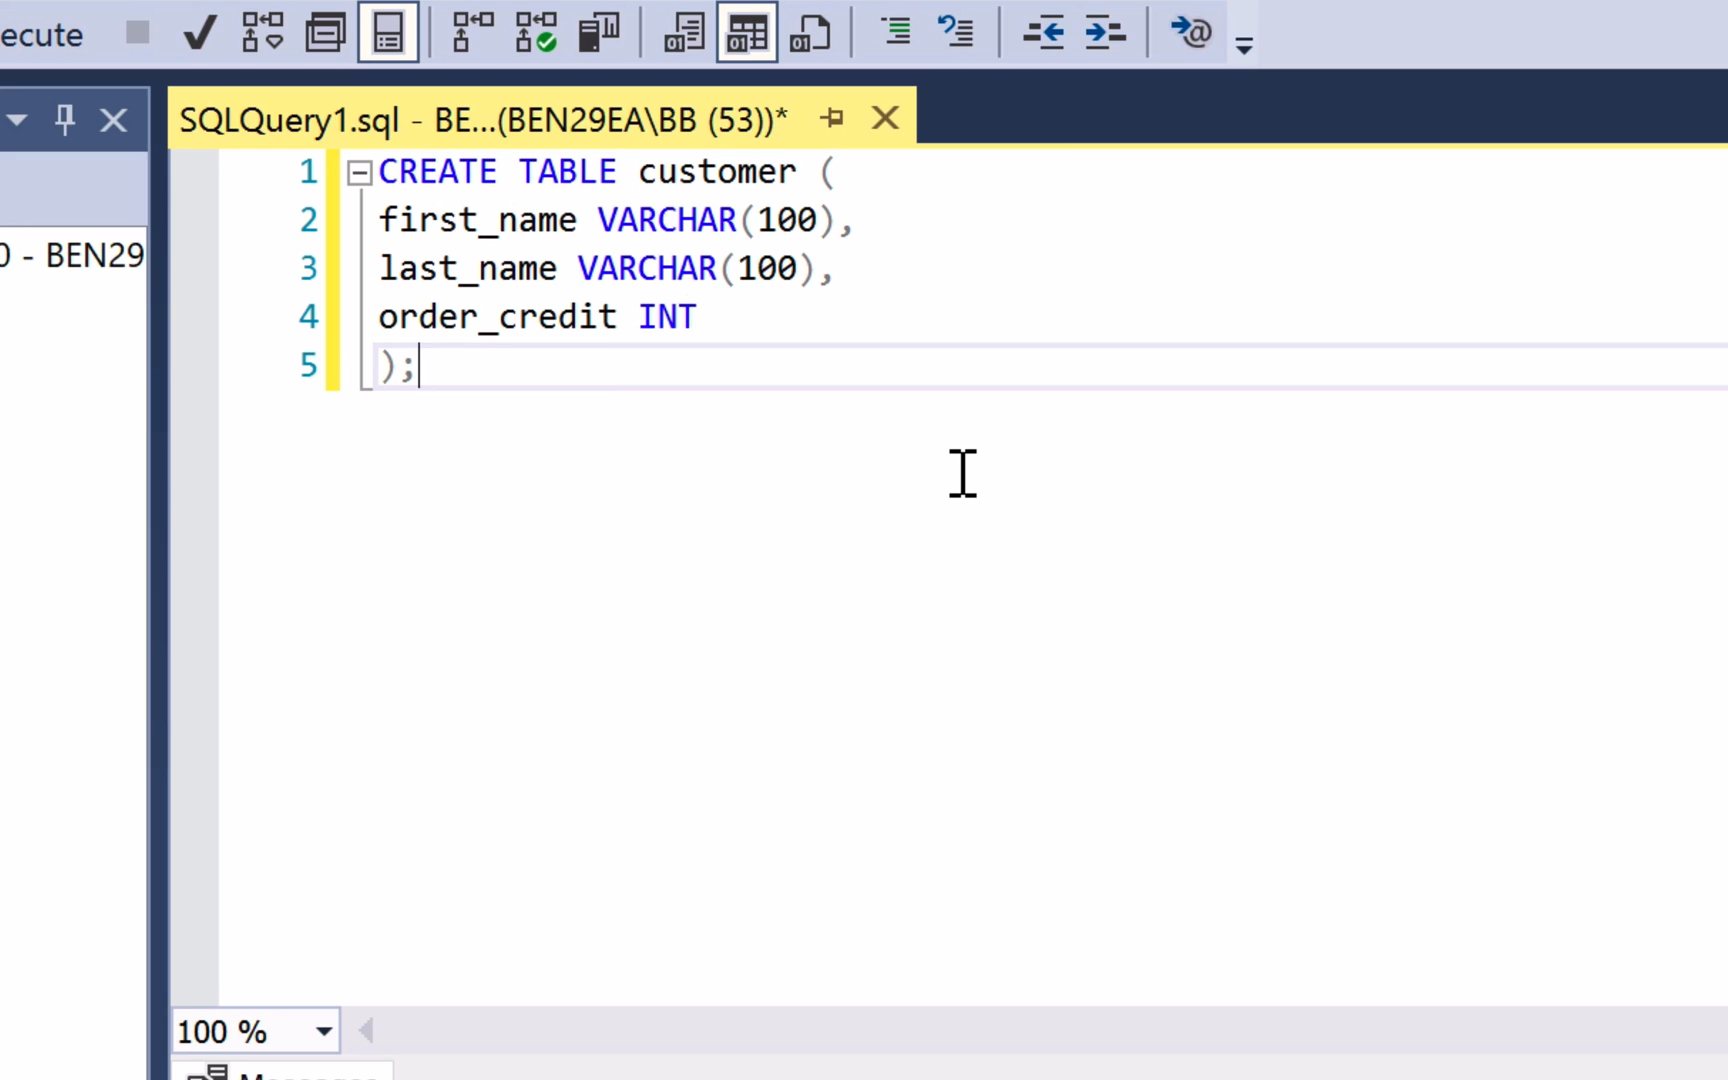 ecute
SQLQuery1.sql - BE...(BEN29EA\BB (53))*
0 - BEN29
1 CREATE TABLE customer (
2 first_name VARCHAR(100),
3 last_name VARCHAR(100),
4 order_credit INT
5 );
100 %
Messages